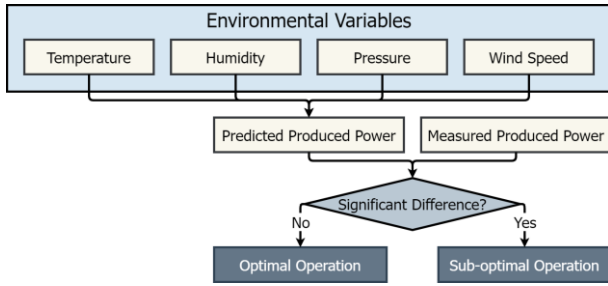 Environmental Variables
Temperature
Humidity
Pressure
Wind Speed
Predicted Produced Power
Measured Produced Power
Significant Difference?
No
Yes
Optimal Operation
Sub-optimal Operation